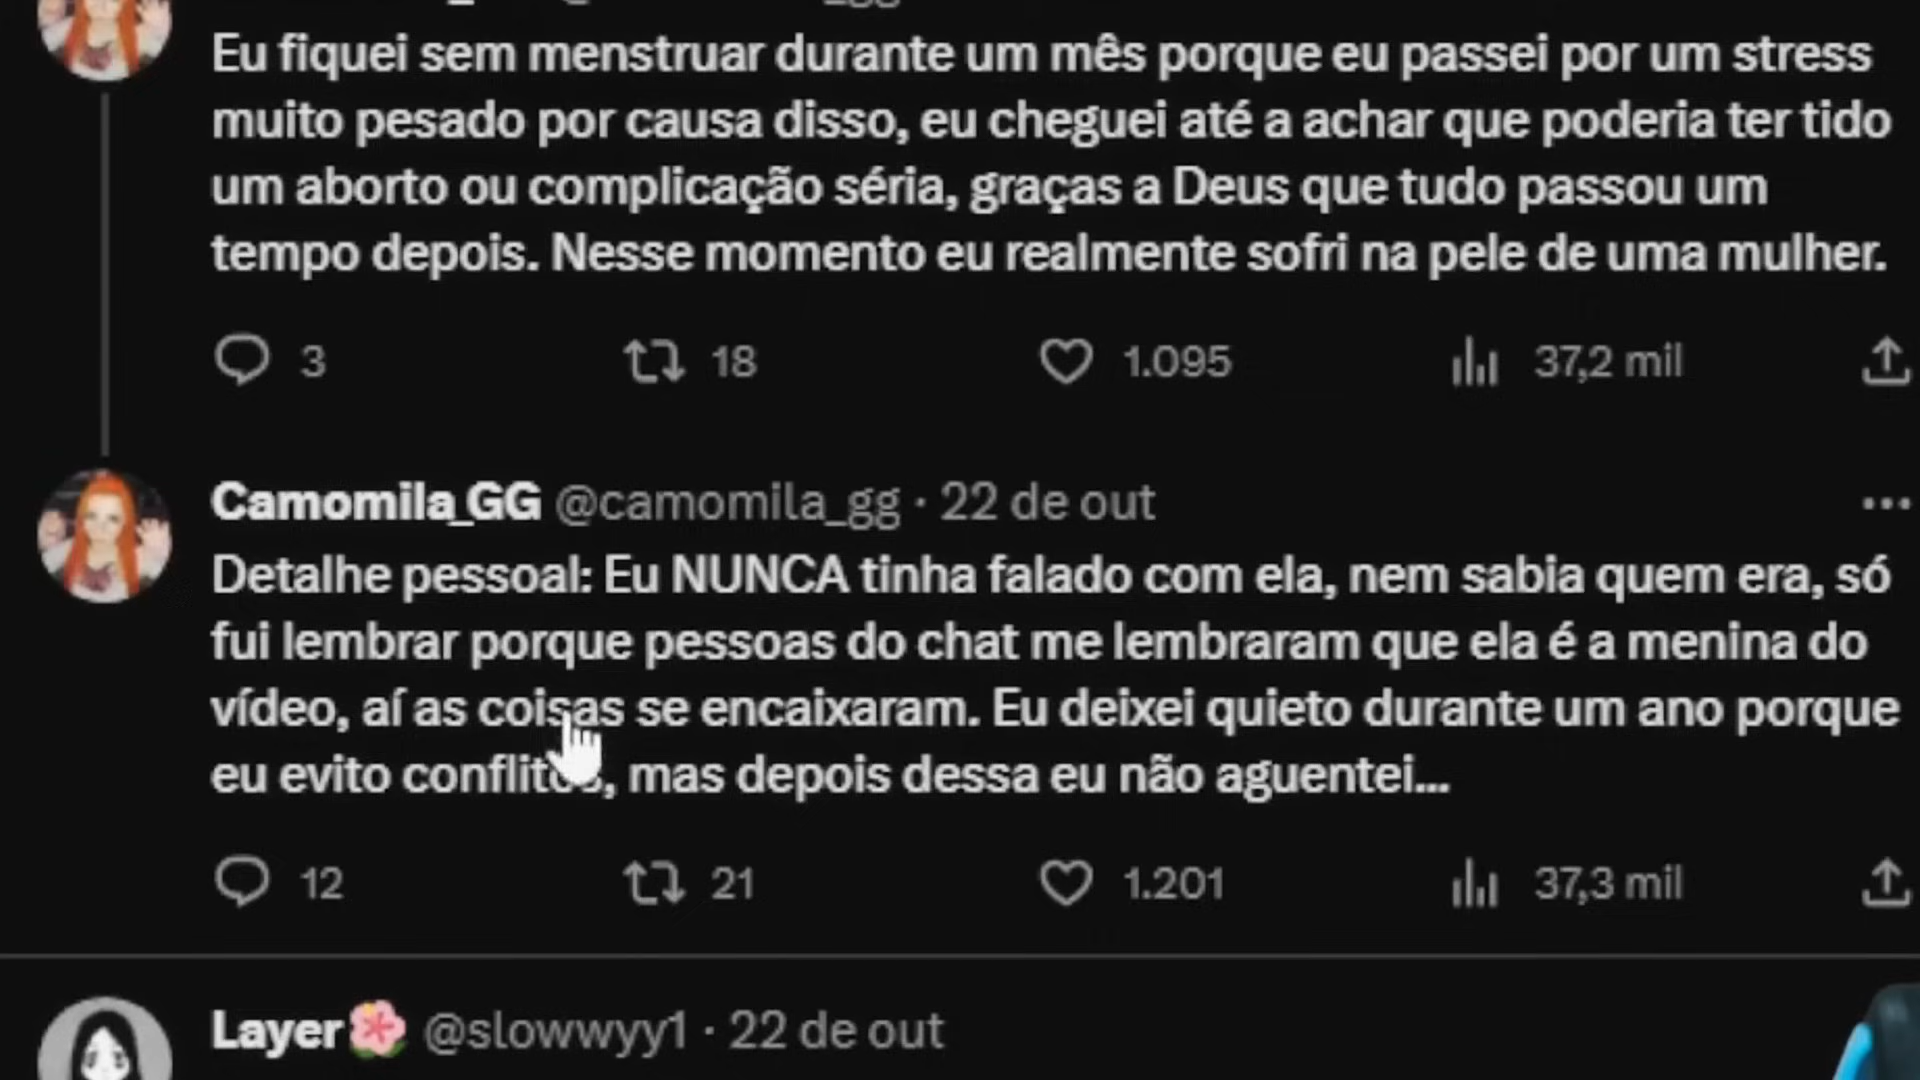 Eu fiquei sem menstruar durante um mês porque eu passei por um stress
muito pesado por causa disso, eu cheguei até a achar que poderia ter tido
um aborto ou complicação séria, graças a Deus que tudo passou um
tempo depois. Nesse momento eu realmente sofri na pele de uma mulher.
3 18 1.095 37,2 mil
Camomila_GG @camomila_gg · 22 de out
Detalhe pessoal: Eu NUNCA tinha falado com ela, nem sabia quem era, só
fui lembrar porque pessoas do chat me lembraram que ela é a menina do
vídeo, aí as coisas se encaixaram. Eu deixei quieto durante um ano porque
eu evito conflitos, mas depois dessa eu não aguentei...
12 21 1.201 37,3 mil
Layer🌺 @slowwyy1 · 22 de out